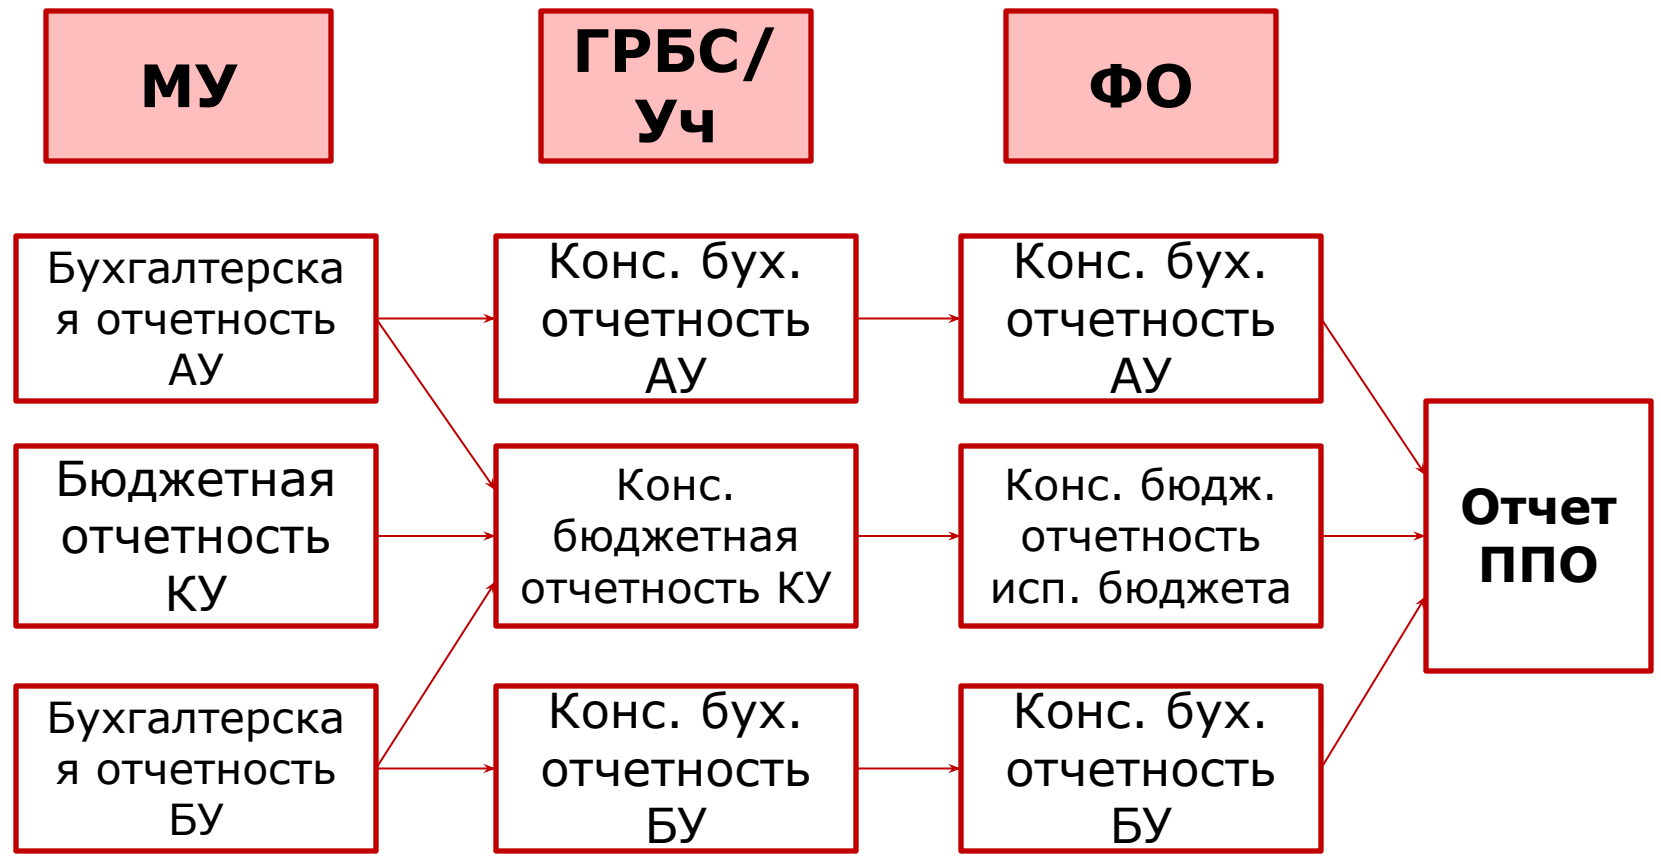 МУ
ГРБС/
Уч
ФО
Бухгалтерска
я отчетность
АУ
Конс. бух.
отчетность
АУ
Конс. бух.
отчетность
АУ
Бюджетная
отчетность
КУ
Конс.
бюджетная
отчетность КУ
Конс. бюдж.
отчетность
исп. бюджета
Отчет
ППО
Бухгалтерска
я отчетность
БУ
Конс. бух.
отчетность
БУ
Конс. бух.
отчетность
БУ